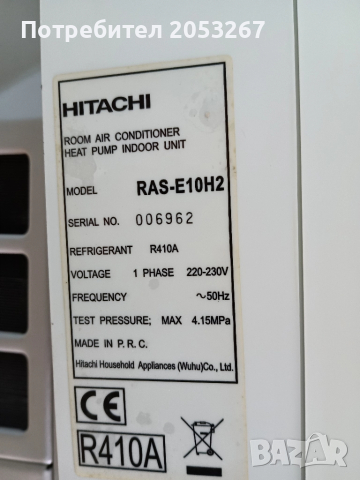 Потребител 2053267
HITACHI
ROOM AIR CONDITIONER
HEAT PUMP INDOOR UNIT
MODEL RAS-E10H2
SERIAL NO. 006962
REFRIGERANT R410A
VOLTAGE 1 PHASE 220-230V
FREQUENCY ~50Hz
TEST PRESSURE; MAX 4.15MPa
MADE IN P.R.C.
Hitachi Household Appliances (Wuhu)Co., Ltd.
CE
R410A
BAZAR
bg